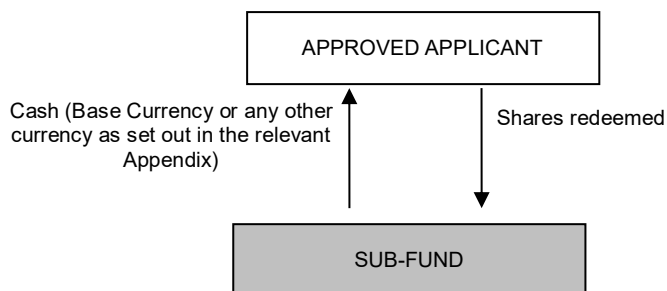 APPROVED APPLICANT
Cash (Base Currency or any other
currency as set out in the relevant
Appendix)
Shares redeemed
SUB-FUND